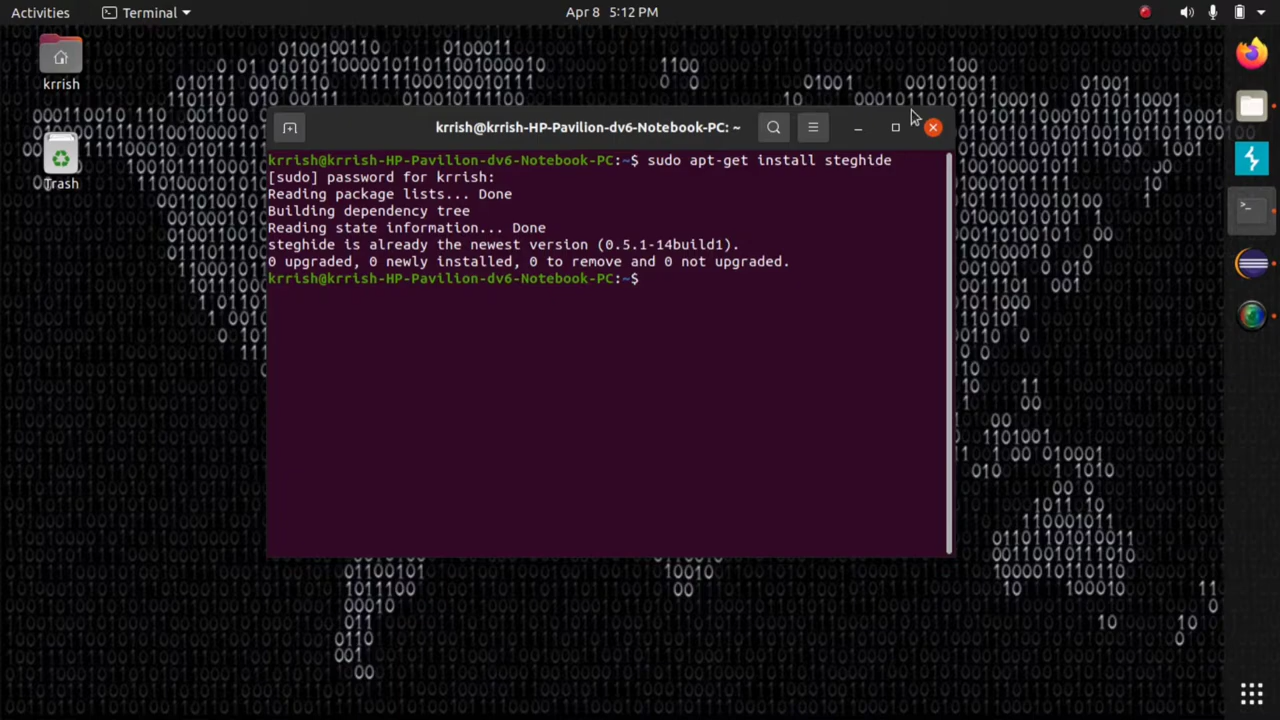 Activities
Terminal
Apr 8 5:12 PM
krrish
Trash
krrish@krrish-HP-Pavilion-dv6-Notebook-PC: ~
krrish@krrish-HP-Pavilion-dv6-Notebook-PC:~$ sudo apt-get install steghide
[sudo] password for krrish:
Reading package lists... Done
Building dependency tree
Reading state information... Done
steghide is already the newest version (0.5.1-14build1).
0 upgraded, 0 newly installed, 0 to remove and 0 not upgraded.
krrish@krrish-HP-Pavilion-dv6-Notebook-PC:~$